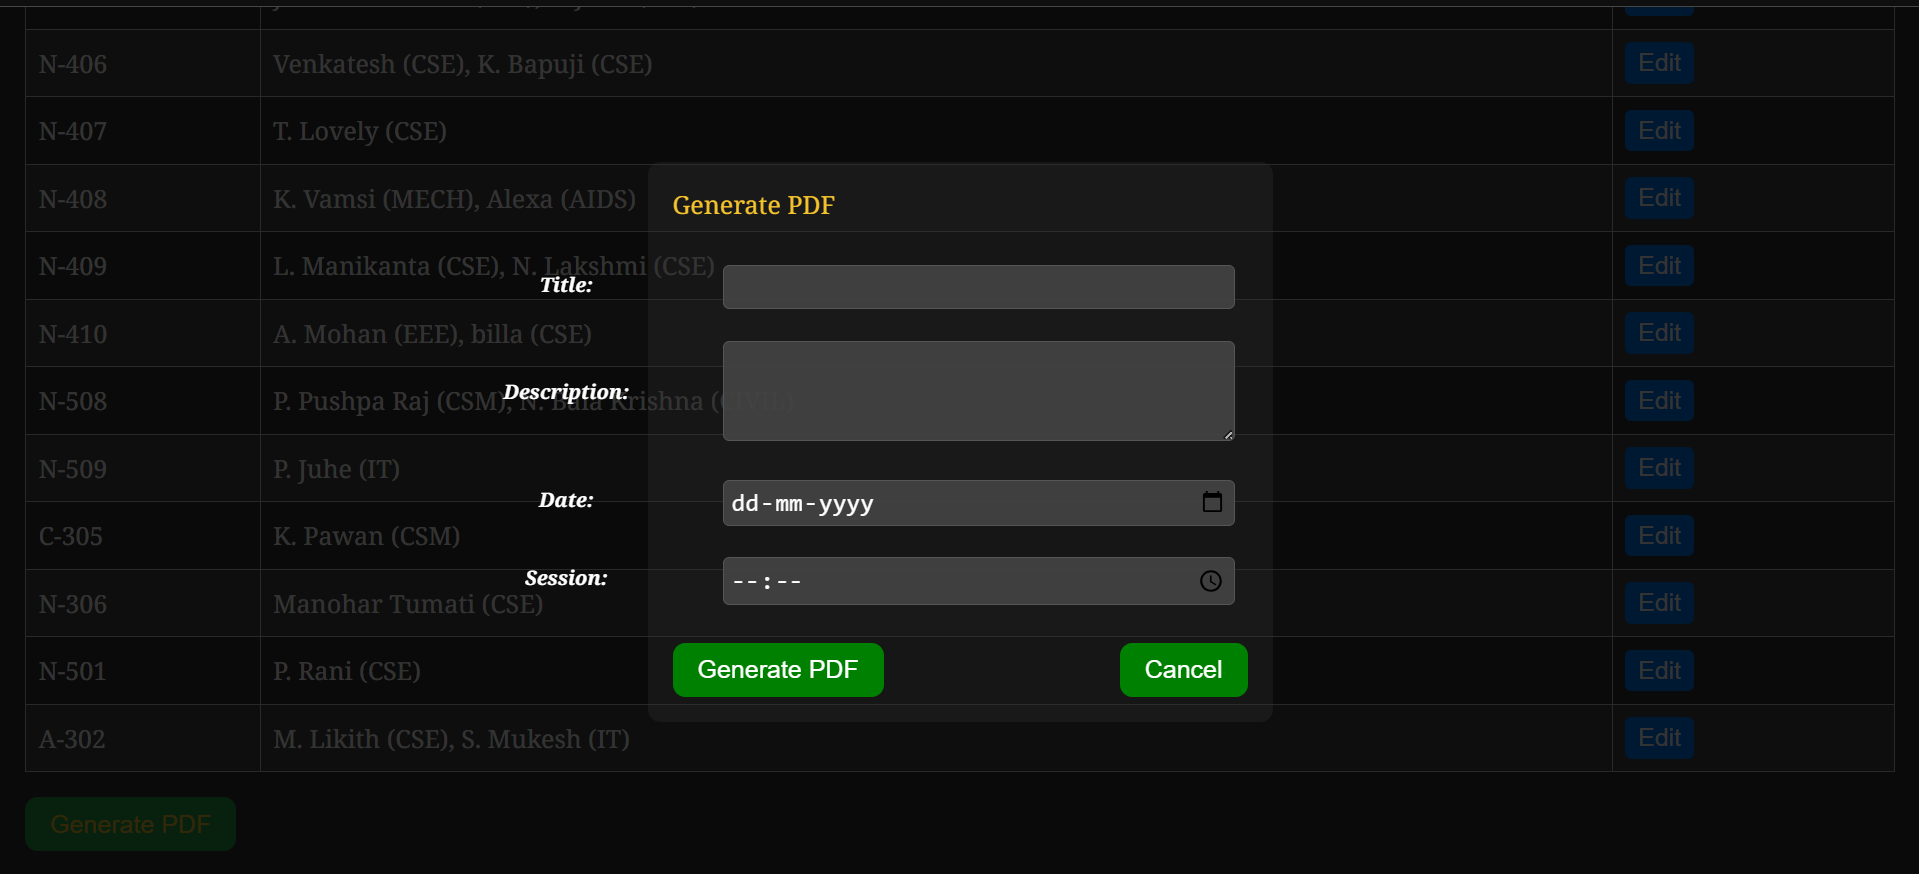 N-406 Venkatesh (CSE), K. Bapuji (CSE) Edit
N-407 T. Lovely (CSE) Edit
N-408 K. Vamsi (MECH), Alexa (AIDS) Edit
N-409 L. Manikanta (CSE), N. Lakshmi (CSE) Edit
N-410 A. Mohan (EEE), billa (CSE) Edit
N-508 P. Pushpa Raj (CSM), N. Bala Krishna (CIVIL) Edit
N-509 P. Juhe (IT) Edit
C-305 K. Pawan (CSM) Edit
N-306 Manohar Tumati (CSE) Edit
N-501 P. Rani (CSE) Edit
A-302 M. Likith (CSE), S. Mukesh (IT) Edit
Generate PDF
Generate PDF
Title:
Description:
Date: dd-mm-yyyy
Session: --:--
Generate PDF Cancel